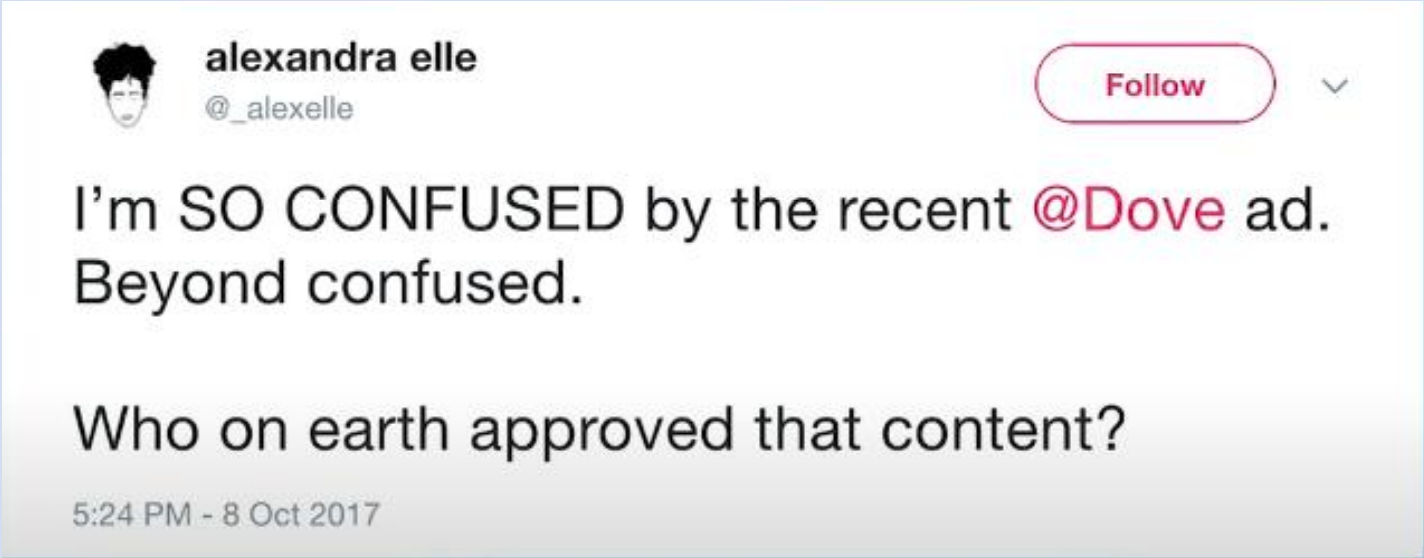 alexandra elle
@_alexelle
Follow
I'm SO CONFUSED by the recent @Dove ad.
Beyond confused.
Who on earth approved that content?
5:24 PM - 8 Oct 2017